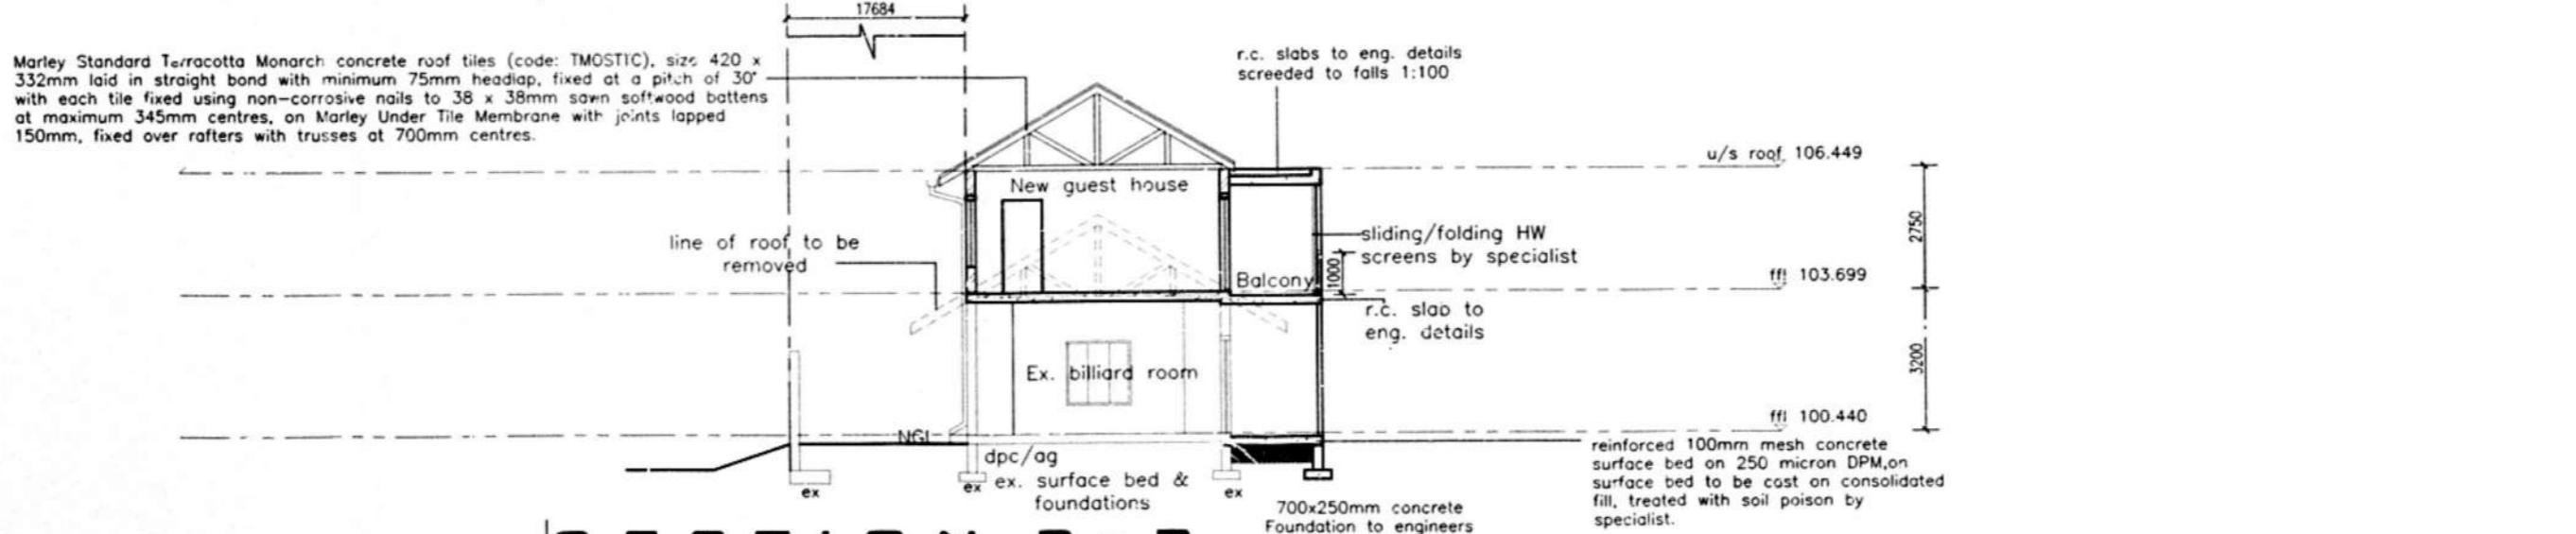 17684
Marley Standard Terracotta Monarch concrete roof tiles (code: TMOSTIC), size 420 x
332mm laid in straight bond with minimum 75mm headlap, fixed at a pitch of 30°
with each tile fixed using non-corrosive nails to 38 x 38mm sawn softwood battens
at maximum 345mm centres, on Marley Under Tile Membrane with joints lapped
150mm, fixed over rafters with trusses at 700mm centres.
r.c. slabs to eng. details
screeded to falls 1:100
u/s roof 106.449
New guest house
2750
line of roof to be
removed
sliding/folding HW
screens by specialist
1000
Balcony
ffl 103.699
r.c. slab to
eng. details
3200
Ex. billiard room
ffl 100.440
NGL
dpc/ag
ex
ex
ex. surface bed &
foundations
ex
700x250mm concrete
Foundation to engineers
reinforced 100mm mesh concrete
surface bed on 250 micron DPM,on
surface bed to be cast on consolidated
fill, treated with soil poison by
specialist.